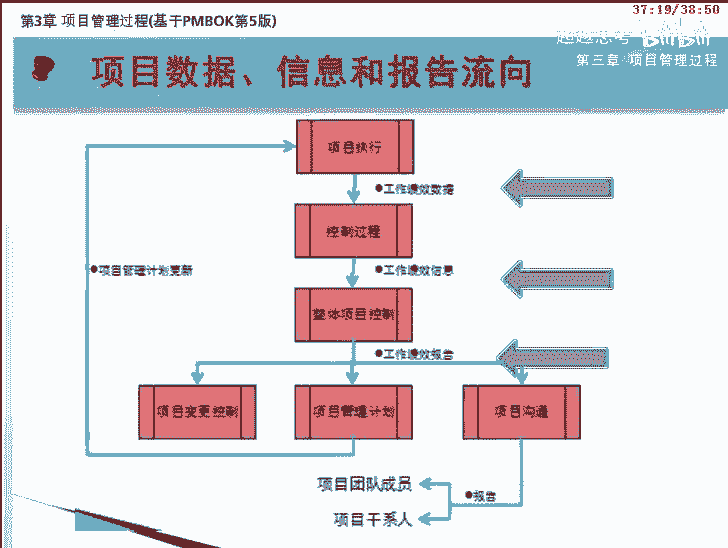 第3章 项目管理过程(基于PMBOK第5版)
37:19/38:50
项目数据、信息和报告流向
第三章 项目管理过程
项目执行
●工作绩效数据
控制过程
●项目管理计划更新
●工作绩效信息
整体项目控制
●工作绩效报告
项目变更控制
项目管理计划
项目沟通
项目团队成员
●报告
项目干系人